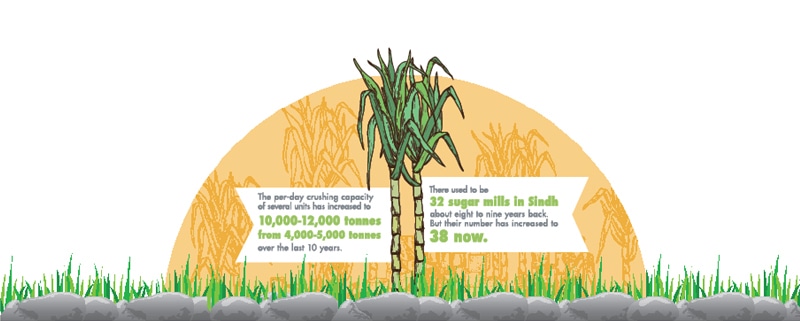 The per-day crushing capacity
of several units has increased to
10,000-12,000 tonnes
from 4,000-5,000 tonnes
over the last 10 years.
There used to be
32 sugar mills in Sindh
about eight to nine years back.
But their number has increased to
38 now.